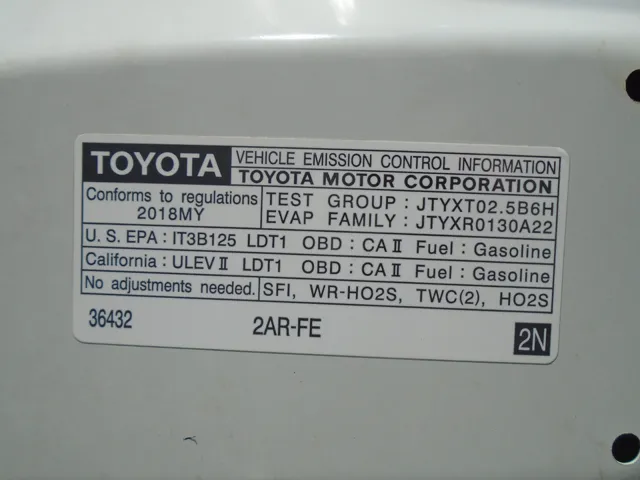 TOYOTA VEHICLE EMISSION CONTROL INFORMATION
TOYOTA MOTOR CORPORATION
Conforms to regulations
2018MY
TEST GROUP : JTYXT02.5B6H
EVAP FAMILY : JTYXR0130A22
U. S. EPA : IT3B125 LDT1 OBD : CA II Fuel : Gasoline
California : ULEV II LDT1 OBD : CA II Fuel : Gasoline
No adjustments needed. SFI, WR-HO2S, TWC(2), HO2S
36432 2AR-FE 2N